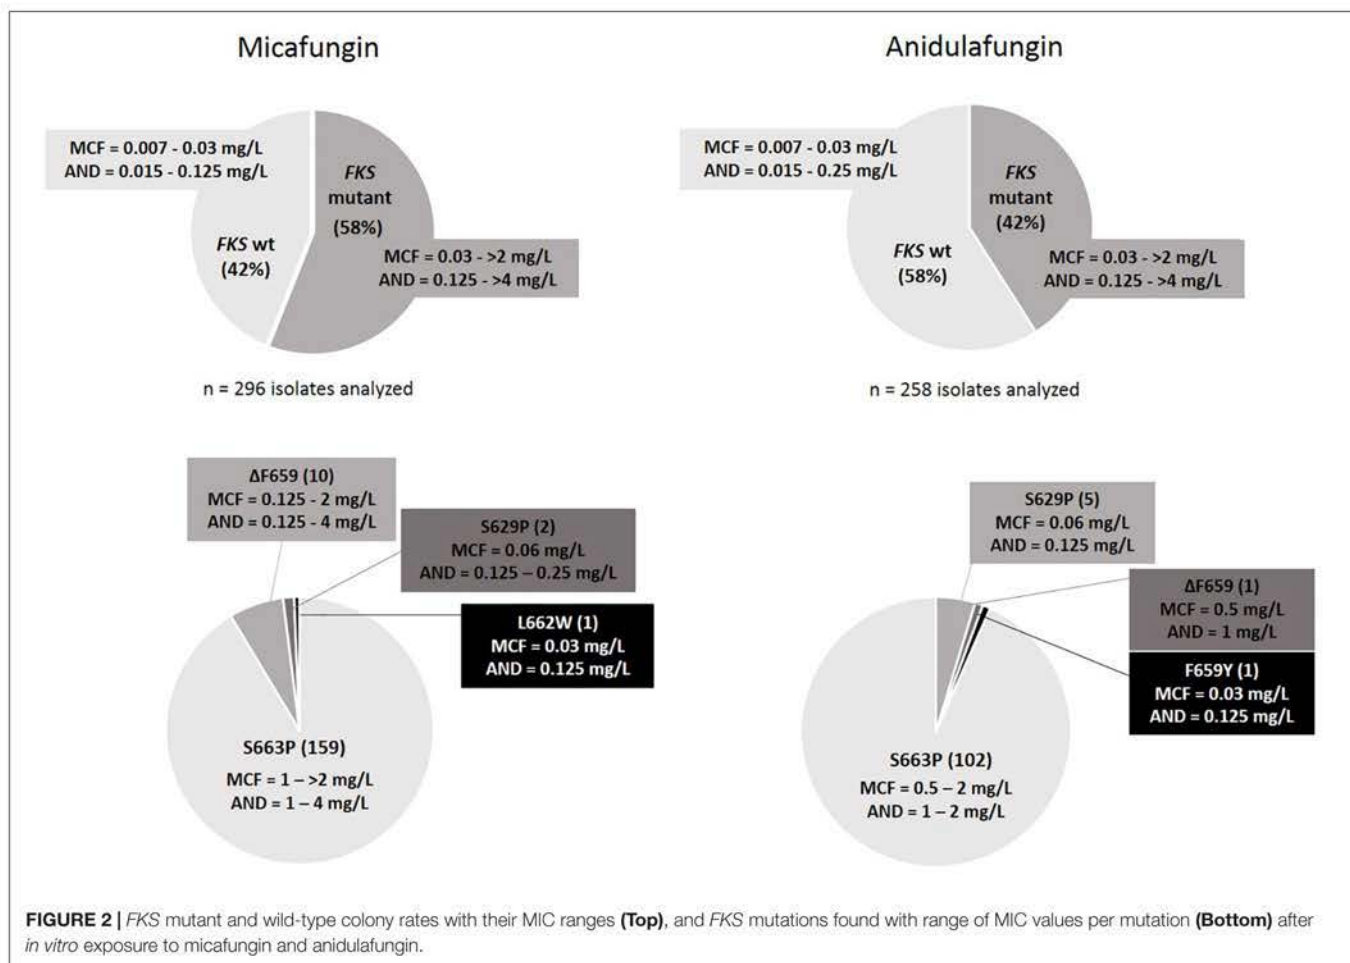 Micafungin
MCF = 0.007 - 0.03 mg/L
AND = 0.015 - 0.125 mg/L
FKS
mutant
(58%)
FKS wt
(42%)
MCF = 0.03 - >2 mg/L
AND = 0.125 - >4 mg/L
n = 296 isolates analyzed
Anidulafungin
MCF = 0.007 - 0.03 mg/L
AND = 0.015 - 0.25 mg/L
FKS
mutant
(42%)
FKS wt
(58%)
MCF = 0.03 - >2 mg/L
AND = 0.125 - >4 mg/L
n = 258 isolates analyzed
ΔF659 (10)
MCF = 0.125 - 2 mg/L
AND = 0.125 - 4 mg/L
S629P (2)
MCF = 0.06 mg/L
AND = 0.125 – 0.25 mg/L
L662W (1)
MCF = 0.03 mg/L
AND = 0.125 mg/L
S663P (159)
MCF = 1 – >2 mg/L
AND = 1 – 4 mg/L
S629P (5)
MCF = 0.06 mg/L
AND = 0.125 mg/L
ΔF659 (1)
MCF = 0.5 mg/L
AND = 1 mg/L
F659Y (1)
MCF = 0.03 mg/L
AND = 0.125 mg/L
S663P (102)
MCF = 0.5 – 2 mg/L
AND = 1 – 2 mg/L
FIGURE 2 | FKS mutant and wild-type colony rates with their MIC ranges (Top), and FKS mutations found with range of MIC values per mutation (Bottom) after
in vitro exposure to micafungin and anidulafungin.